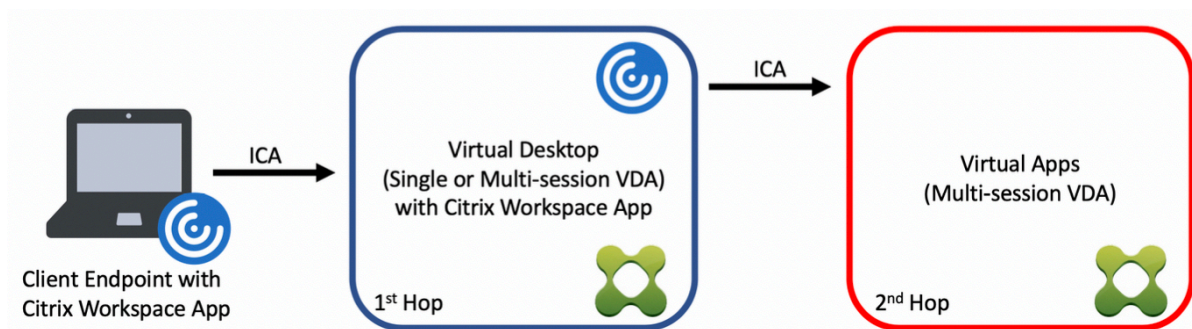 ICA
Client Endpoint with
Citrix Workspace App
Virtual Desktop
(Single or Multi-session VDA)
with Citrix Workspace App
1st Hop
ICA
Virtual Apps
(Multi-session VDA)
2nd Hop